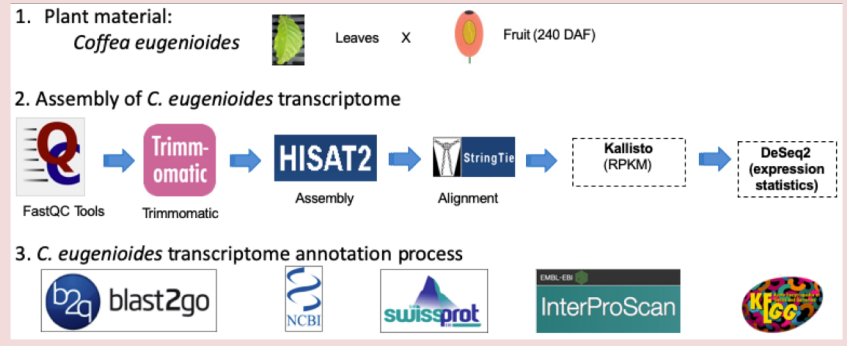 1. Plant material:
Coffea eugenioides
Leaves X Fruit (240 DAF)
2. Assembly of C. eugenioides transcriptome
QC
Trimm-
omatic
HISAT2
StringTie
Kallisto
(RPKM)
DeSeq2
(expression
statistics)
FastQC Tools
Trimmomatic
Assembly
Alignment
3. C. eugenioides transcriptome annotation process
b2g blast2go
NCBI
swissprot
EMBL-EBI
InterProScan
KEGG